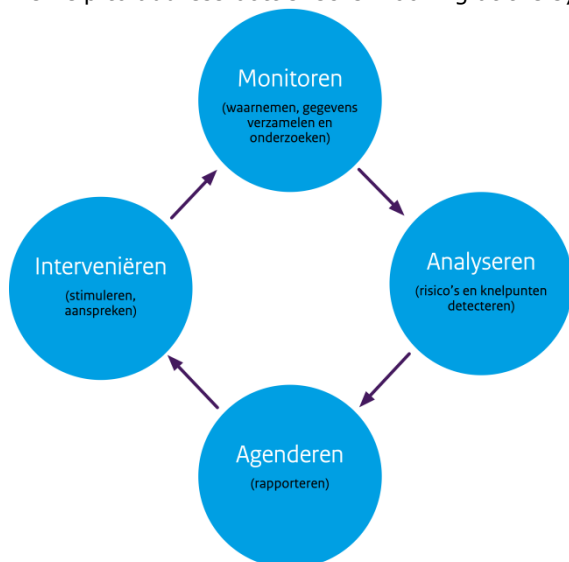 Monitoren
(waarnemen, gegevens
verzamelen en
onderzoeken)
Interveniëren
(stimuleren,
aanspreken)
Analyseren
(risico's en knelpunten
detecteren)
Agenderen
(rapporteren)